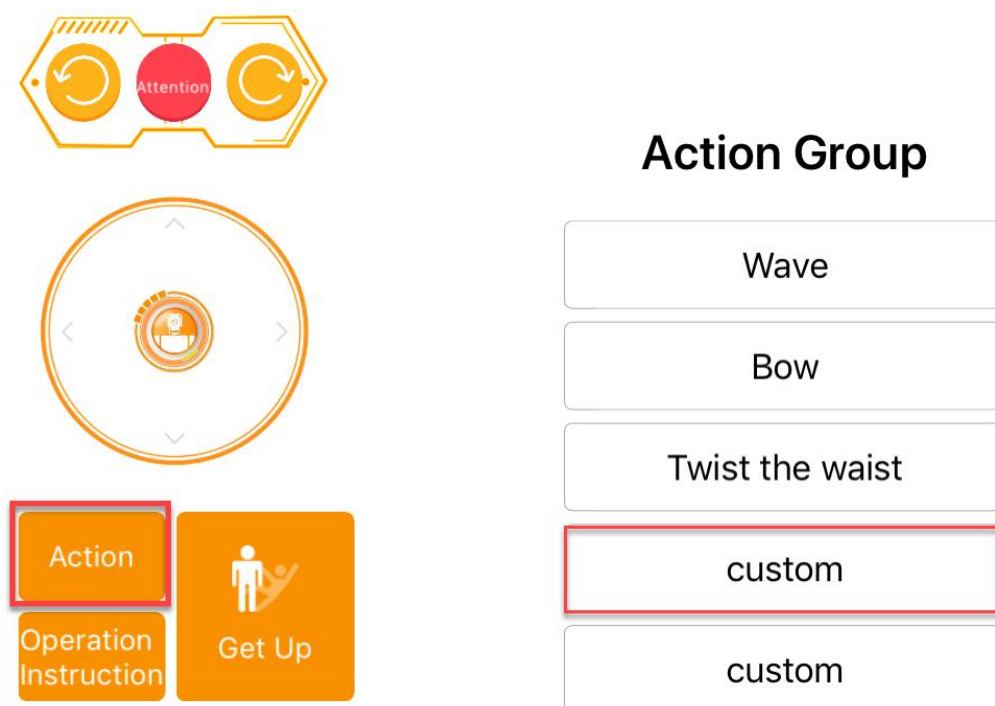 Attention
Action Group
Wave
Bow
Twist the waist
custom
custom
Action
Operation
Instruction
Get Up